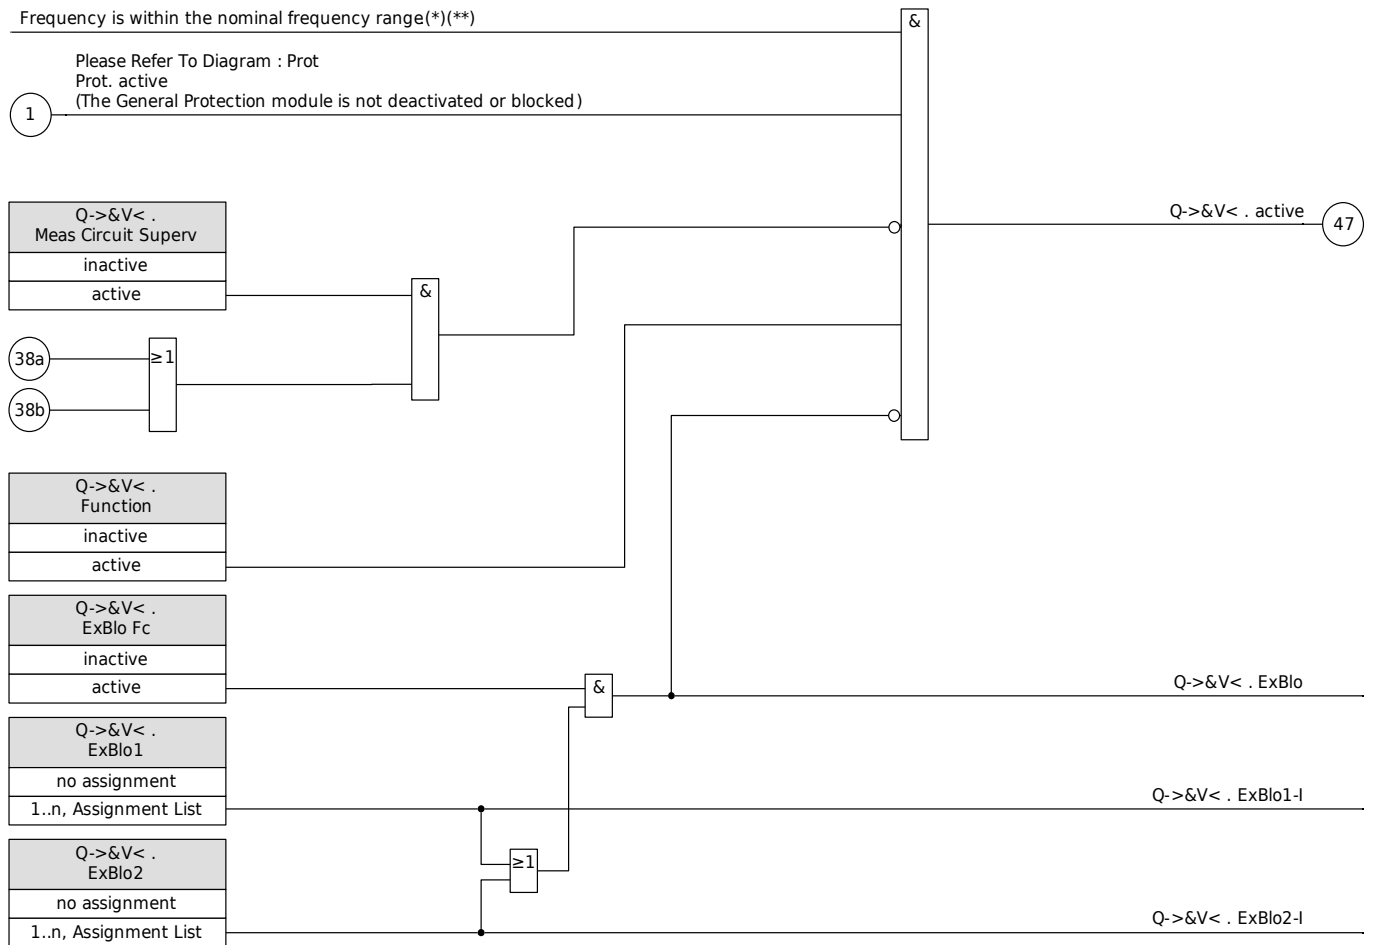 Frequency is within the nominal frequency range(*)(**)
&
Please Refer To Diagram : Prot
Prot. active
(The General Protection module is not deactivated or blocked)
1
Q->&V< .
Meas Circuit Superv
inactive
active
&
Q->&V< . active
47
38a
≥1
38b
Q->&V< .
Function
inactive
active
Q->&V< .
ExBlo Fc
inactive
active
&
Q->&V< . ExBlo
Q->&V< .
ExBlo1
no assignment
1..n, Assignment List
Q->&V< . ExBlo1-I
≥1
Q->&V< .
ExBlo2
no assignment
1..n, Assignment List
Q->&V< . ExBlo2-I